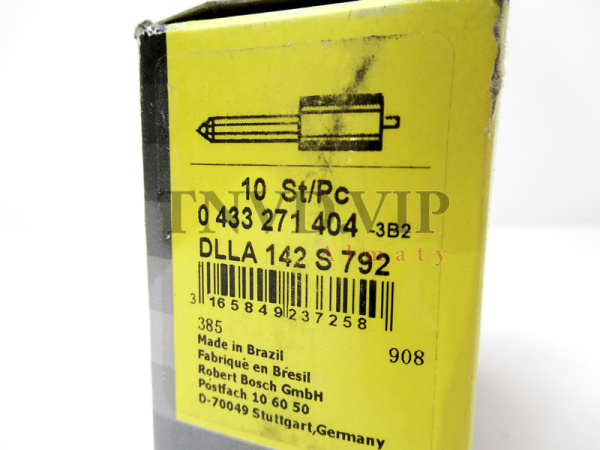 10 St/Pc
TNVDVIP
0 433 271 404 -3B2
Almaty
DLLA 142 S 792
3 165849 237258
385
908
Made in Brazil
Fabriqué en Brésil
Robert Bosch GmbH
Postfach 10 60 50
D-70049 Stuttgart,Germany